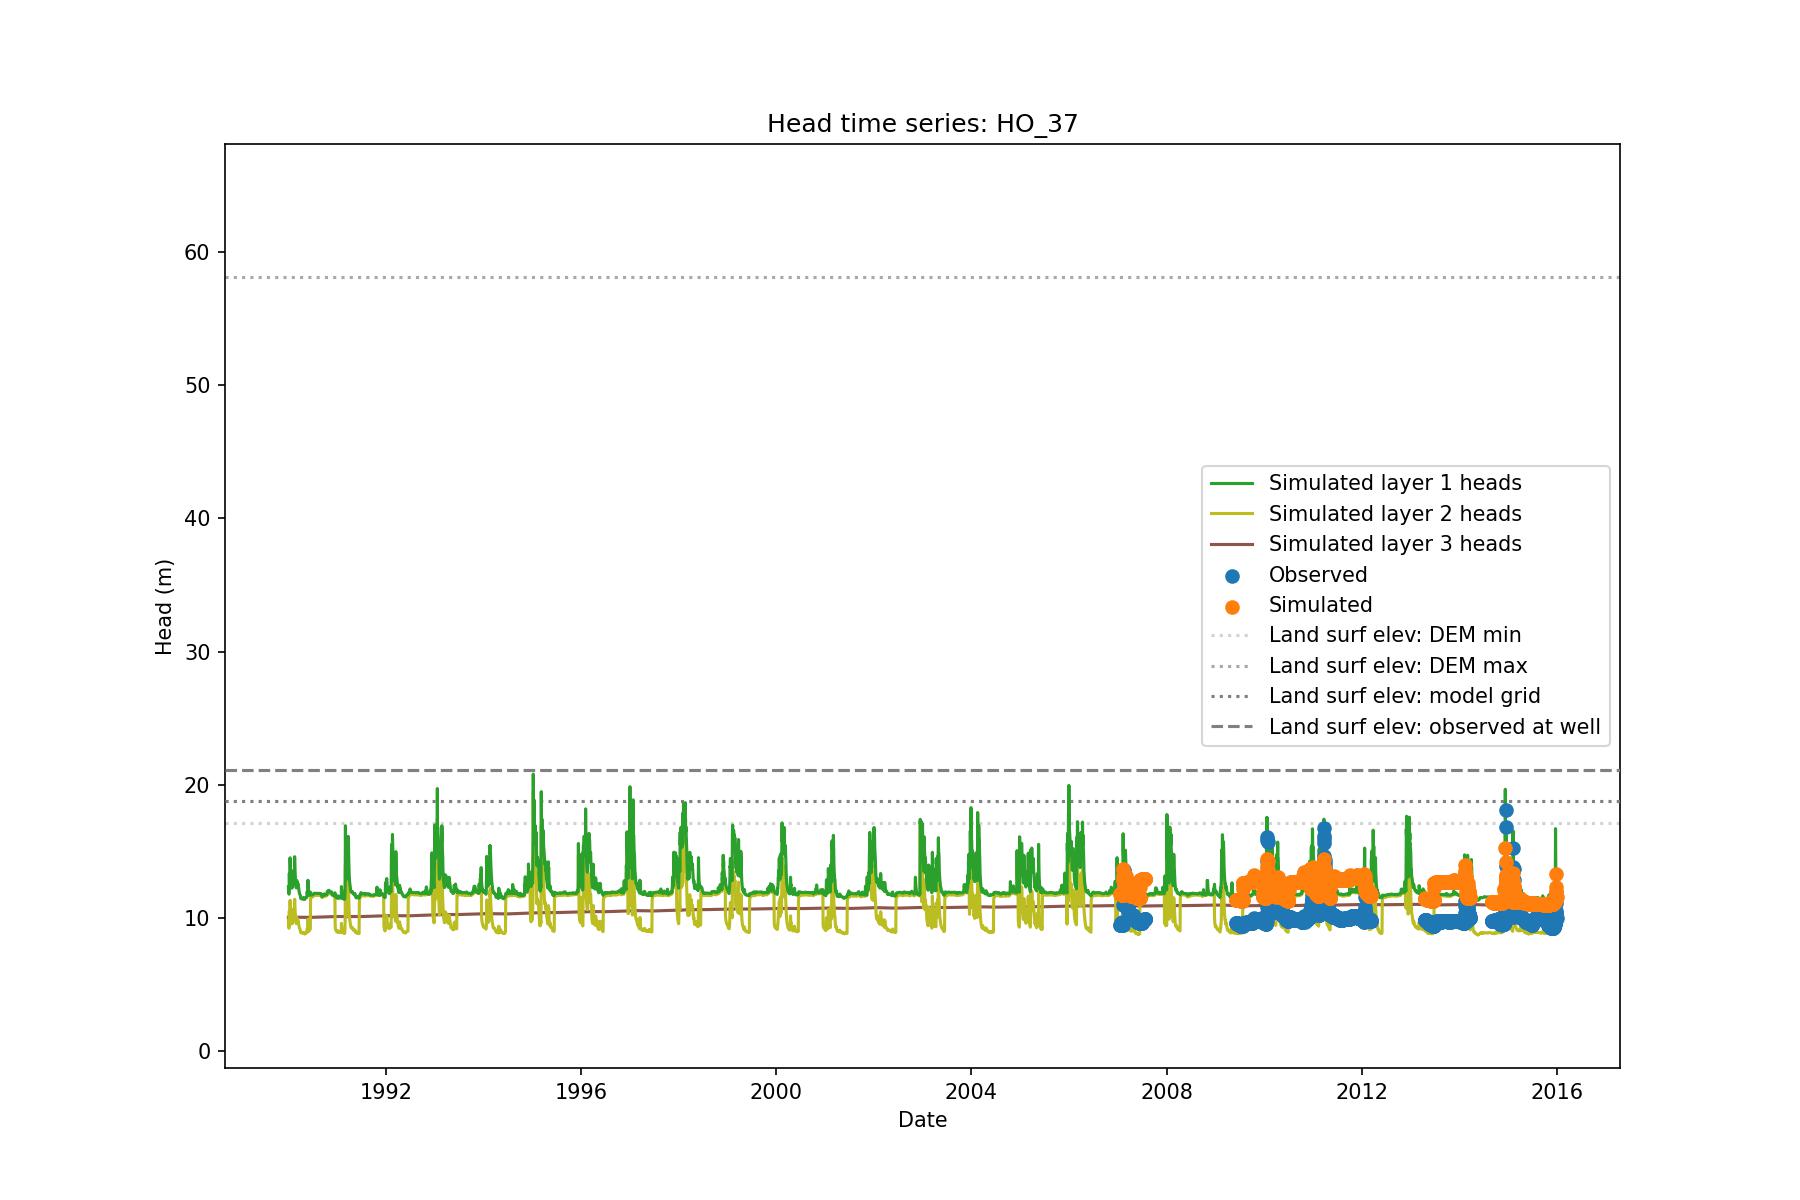 Head time series: HO_37
60
50
40
30
20
10
0
Head (m)
Simulated layer 1 heads
Simulated layer 2 heads
Simulated layer 3 heads
Observed
Simulated
Land surf elev: DEM min
Land surf elev: DEM max
Land surf elev: model grid
Land surf elev: observed at well
1992 1996 2000 2004 2008 2012 2016
Date